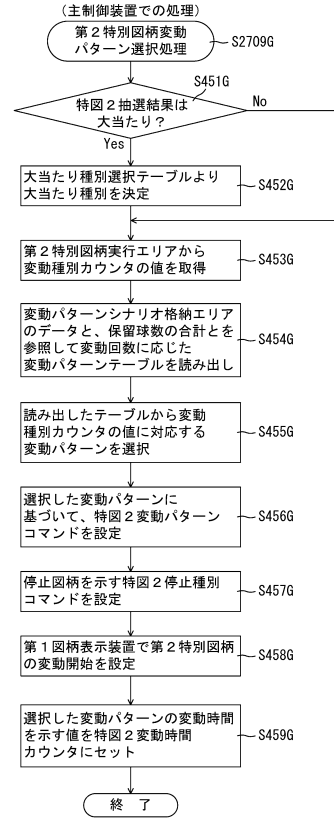 （主制御装置での処理）
第２特別図柄変動
パターン選択処理
S2709G
S451G
特図２抽選結果は
大当たり？
No
Yes
大当たり種別選択テーブルより
大当たり種別を決定
S452G
第２特別図柄実行エリアから
変動種別カウンタの値を取得
S453G
変動パターンシナリオ格納エリア
のデータと、保留球数の合計とを
参照して変動回数に応じた
変動パターンテーブルを読み出し
S454G
読み出したテーブルから変動
種別カウンタの値に対応する
変動パターンを選択
S455G
選択した変動パターンに
基づいて、特図２変動パターン
コマンドを設定
S456G
停止図柄を示す特図２停止種別
コマンドを設定
S457G
第１図柄表示装置で第２特別図柄
の変動開始を設定
S458G
選択した変動パターンの変動時間
を示す値を特図２変動時間
カウンタにセット
S459G
終 了